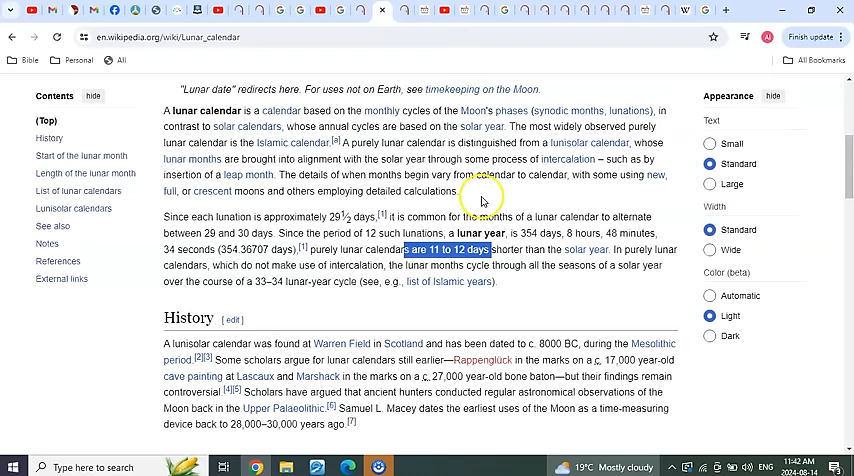 en.wikipedia.org/wiki/Lunar_calendar
AI
Finish update
Bible
Personal
All
All Bookmarks
"Lunar date" redirects here. For uses not on Earth, see timekeeping on the Moon.
Contents hide
(Top)
History
Start of the lunar month
Length of the lunar month
List of lunar calendars
Lunisolar calendars
See also
Notes
References
External links
A lunar calendar is a calendar based on the monthly cycles of the Moon's phases (synodic months, lunations), in
contrast to solar calendars, whose annual cycles are based on the solar year. The most widely observed purely
lunar calendar is the Islamic calendar.[a] A purely lunar calendar is distinguished from a lunisolar calendar, whose
lunar months are brought into alignment with the solar year through some process of intercalation – such as by
insertion of a leap month. The details of when months begin vary from calendar to calendar, with some using new,
full, or crescent moons and others employing detailed calculations.
Since each lunation is approximately 29½ days,[1] it is common for the months of a lunar calendar to alternate
between 29 and 30 days. Since the period of 12 such lunations, a lunar year, is 354 days, 8 hours, 48 minutes,
34 seconds (354.36707 days),[1] purely lunar calendars are 11 to 12 days shorter than the solar year. In purely lunar
calendars, which do not make use of intercalation, the lunar months cycle through all the seasons of a solar year
over the course of a 33–34 lunar-year cycle (see, e.g., list of Islamic years).
History [ edit ]
A lunisolar calendar was found at Warren Field in Scotland and has been dated to c. 8000 BC, during the Mesolithic
period.[2][3] Some scholars argue for lunar calendars still earlier—Rappenglück in the marks on a c. 17,000 year-old
cave painting at Lascaux and Marshack in the marks on a c. 27,000 year-old bone baton—but their findings remain
controversial.[4][5] Scholars have argued that ancient hunters conducted regular astronomical observations of the
Moon back in the Upper Palaeolithic.[6] Samuel L. Macey dates the earliest uses of the Moon as a time-measuring
device back to 28,000–30,000 years ago.[7]
Appearance hide
Text
Small
Standard
Large
Width
Standard
Wide
Color (beta)
Automatic
Light
Dark
Type here to search
19°C Mostly cloudy
ENG
11:42 AM
2024-08-14
3